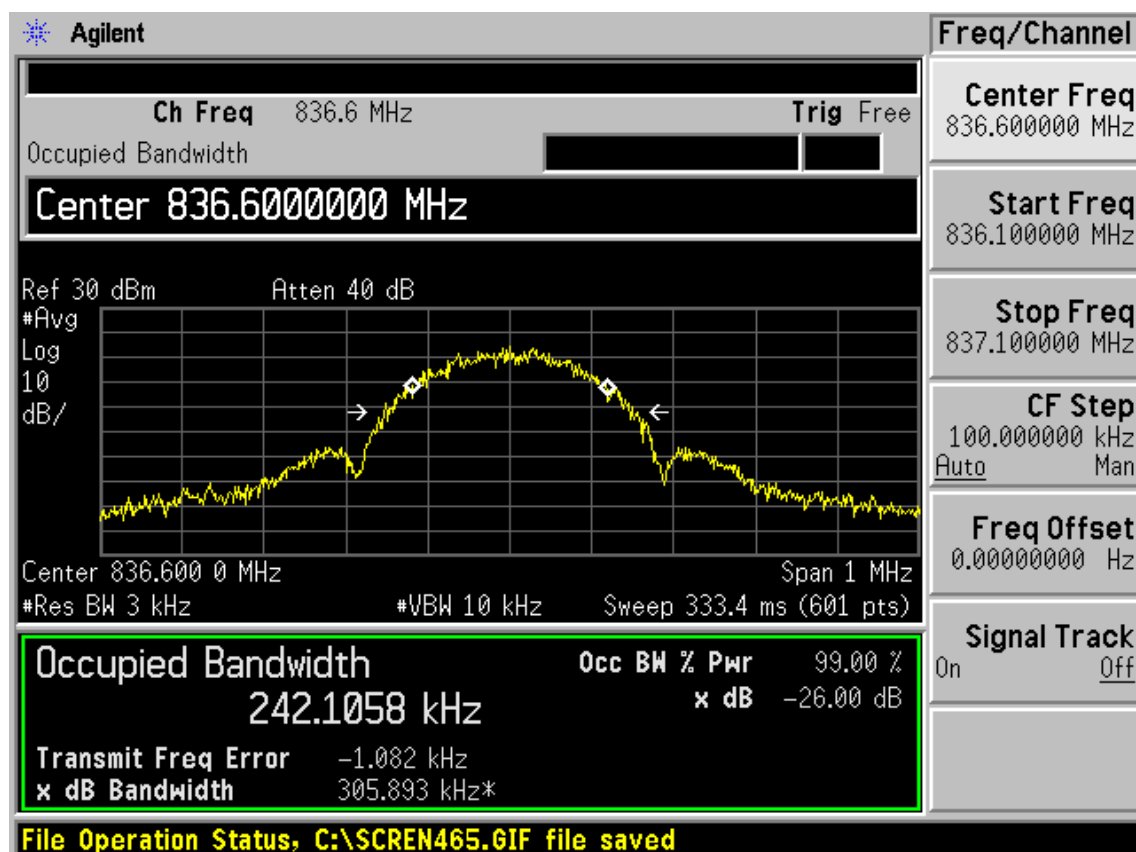 Agilent
Freq/Channel
Ch Freq 836.6 MHz Trig Free
Occupied Bandwidth
Center 836.6000000 MHz
Ref 30 dBm Atten 40 dB
#Avg
Log
10
dB/
Center 836.600 0 MHz Span 1 MHz
#Res BW 3 kHz #VBW 10 kHz Sweep 333.4 ms (601 pts)
Occupied Bandwidth
242.1058 kHz
Occ BW % Pwr 99.00 %
x dB -26.00 dB
Transmit Freq Error -1.082 kHz
x dB Bandwidth 305.893 kHz*
File Operation Status, C:\SCREN465.GIF file saved
Center Freq
836.600000 MHz
Start Freq
836.100000 MHz
Stop Freq
837.100000 MHz
CF Step
100.000000 kHz
Auto Man
Freq Offset
0.00000000 Hz
Signal Track
On Off